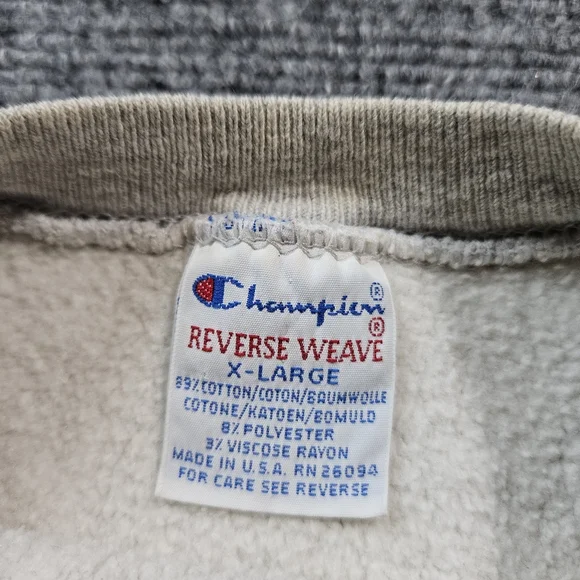 Champion®
REVERSE WEAVE®
X-LARGE
89% COTTON/COTON/BAUMWOLLE
COTONE/KATOEN/BOMULD
8% POLYESTER
3% VISCOSE RAYON
MADE IN U.S.A. RN 26094
FOR CARE SEE REVERSE